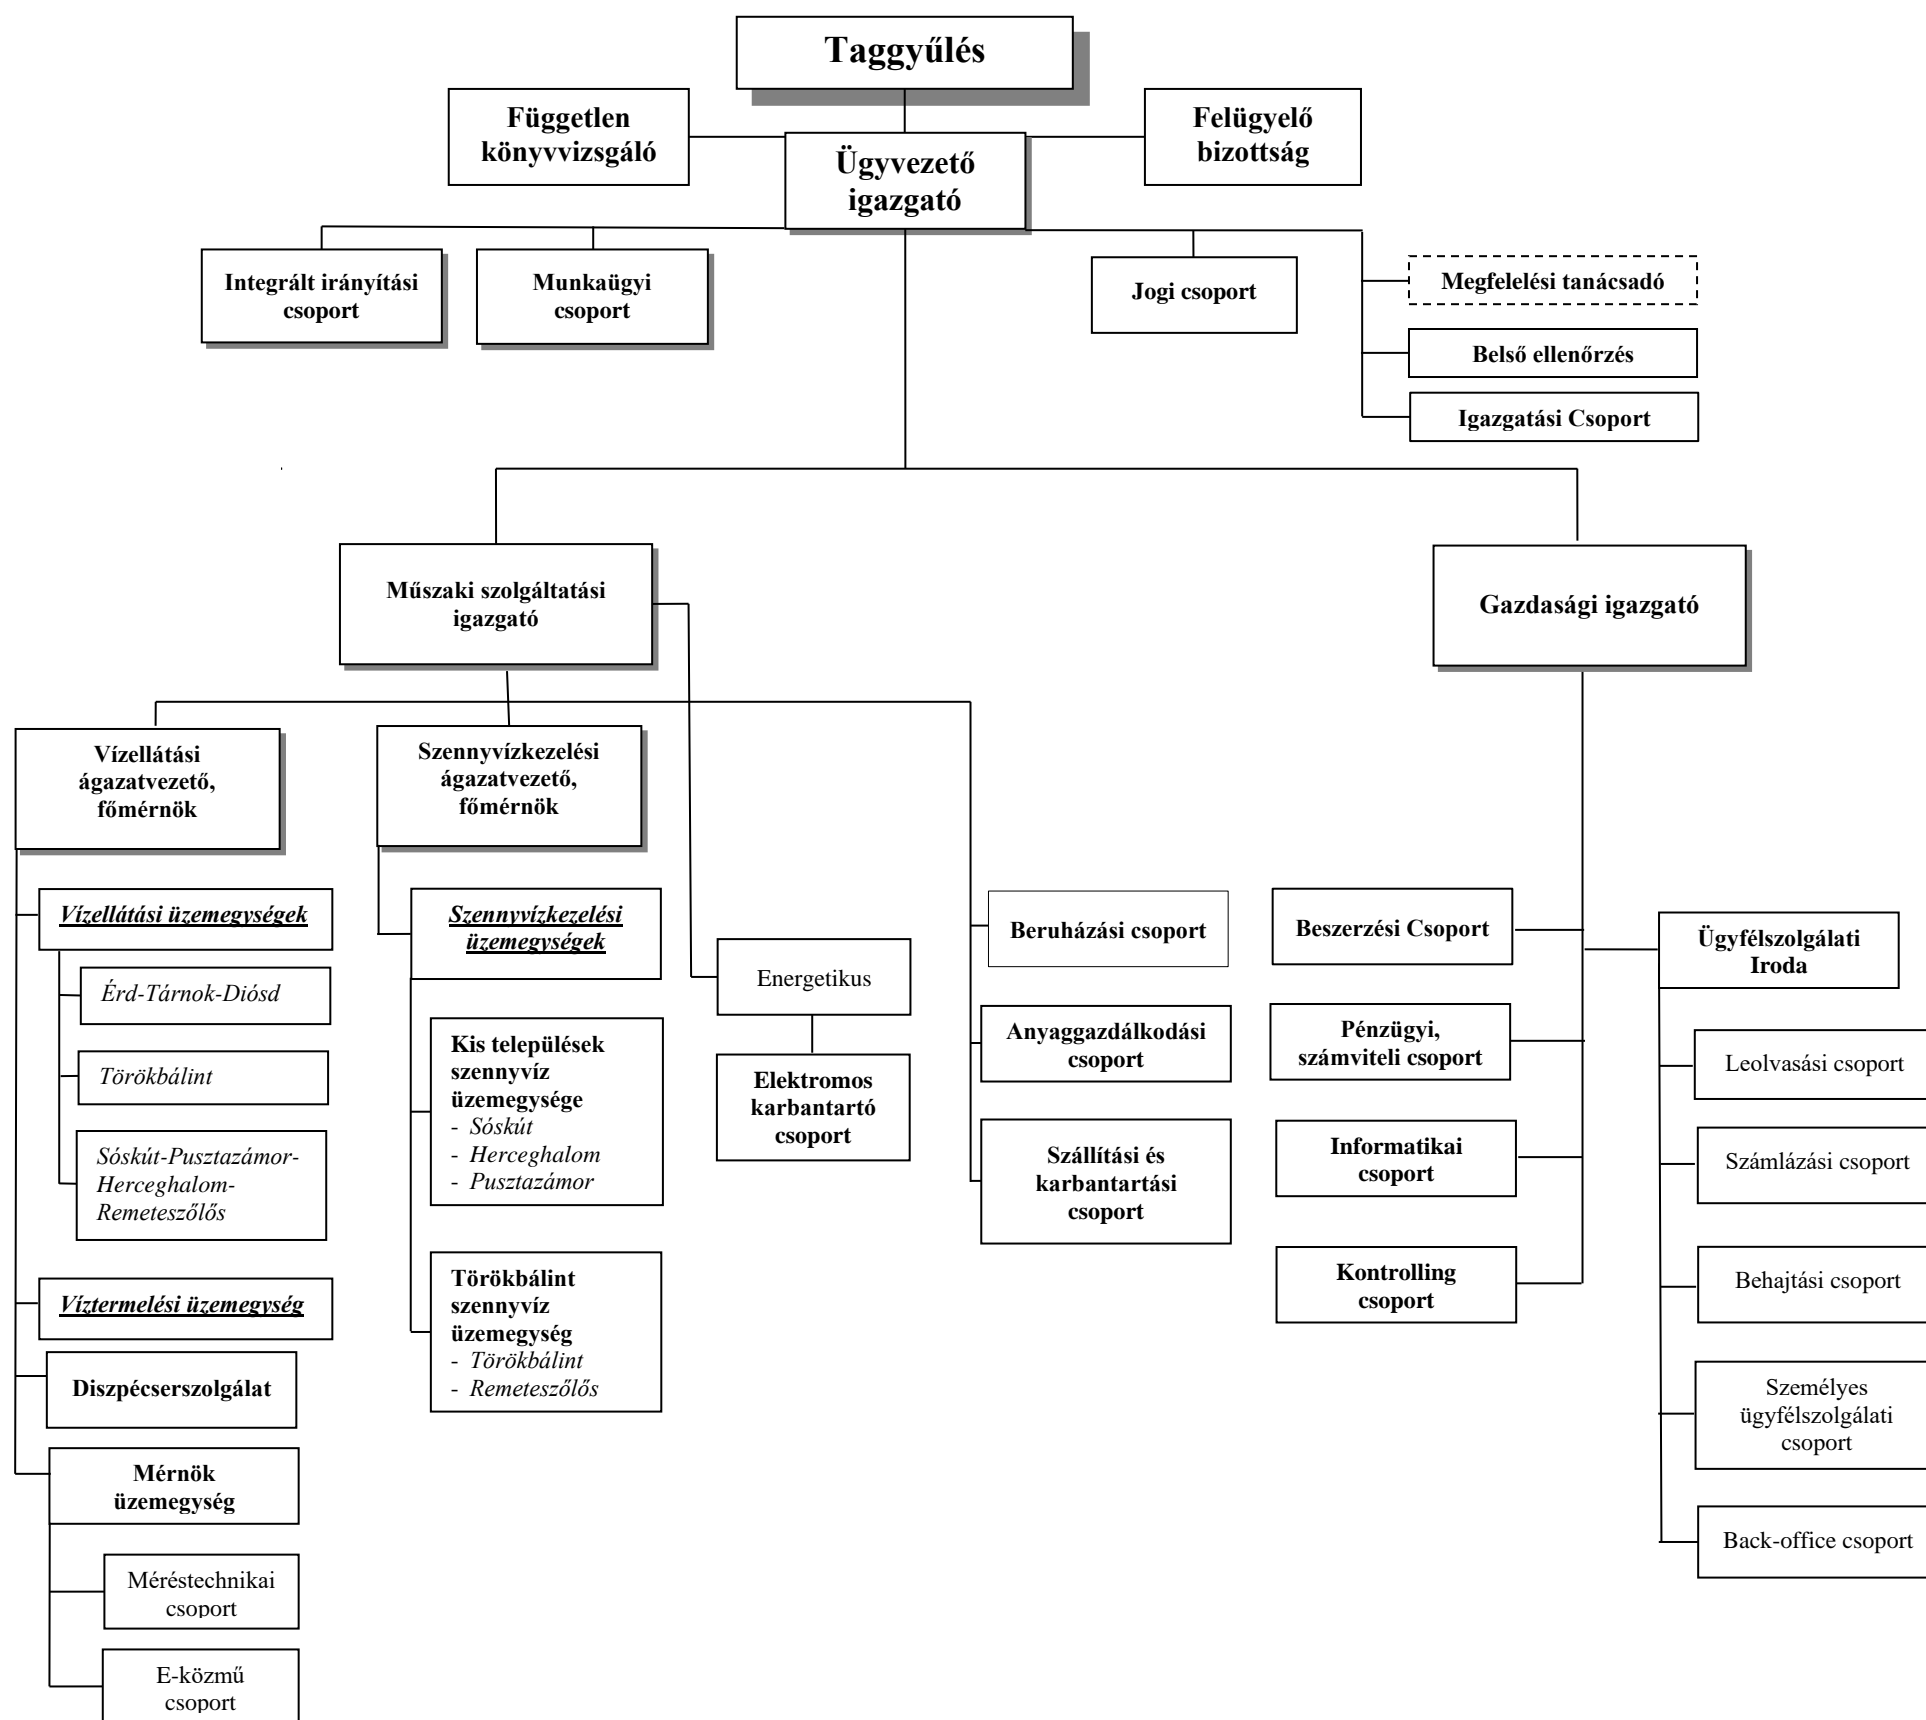 Taggyűlés
Független
könyvvizsgáló
Felügyelő
bizottság
Ügyvezető
igazgató
Integrált irányítási
csoport
Munkaügyi
csoport
Jogi csoport
Megfelelési tanácsadó
Belső ellenőrzés
Igazgatási Csoport
Műszaki szolgáltatási
igazgató
Gazdasági igazgató
Vízellátási
ágazatvezető,
főmérnök
Szennyvízkezelési
ágazatvezető,
főmérnök
Vízellátási üzemegységek
Érd-Tárnok-Diósd
Törökbálint
Sóskút-Pusztazámor-
Herceghalom-
Remeteszőlős
Víztermelési üzemegység
Diszpécserszolgálat
Mérnök
üzemegység
Méréstechnikai
csoport
E-közmű
csoport
Szennyvízkezelési
üzemegységek
Kis települések
szennyvíz
üzemegysége
- Sóskút
- Herceghalom
- Pusztazámor
Törökbálint
szennyvíz
üzemegység
- Törökbálint
- Remeteszőlős
Energetikus
Elektromos
karbantartó
csoport
Beruházási csoport
Anyaggazdálkodási
csoport
Szállítási és
karbantartási
csoport
Beszerzési Csoport
Pénzügyi,
számviteli csoport
Informatikai
csoport
Kontrolling
csoport
Ügyfélszolgálati
Iroda
Leolvasási csoport
Számlázási csoport
Behajtási csoport
Személyes
ügyfélszolgálati
csoport
Back-office csoport